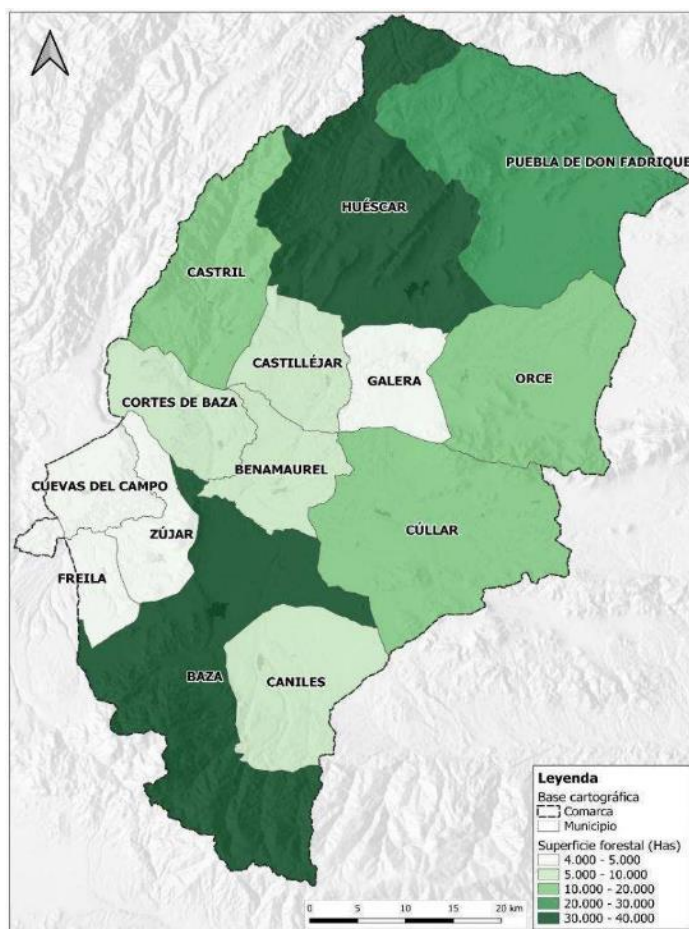 PUEBLA DE DON FADRIQUE
HUÉSCAR
CASTRIL
CASTILLÉJAR
GALERA
ORCE
CORTES DE BAZA
BENAMAUREL
CUEVAS DEL CAMPO
ZÚJAR
CÚLLAR
FREILA
BAZA
CANILES
Leyenda
Base cartográfica
Comarca
Municipio
Superficie forestal (Has)
4.000 - 5.000
5.000 - 10.000
10.000 - 20.000
20.000 - 30.000
30.000 - 40.000
0 5 10 15 20 km